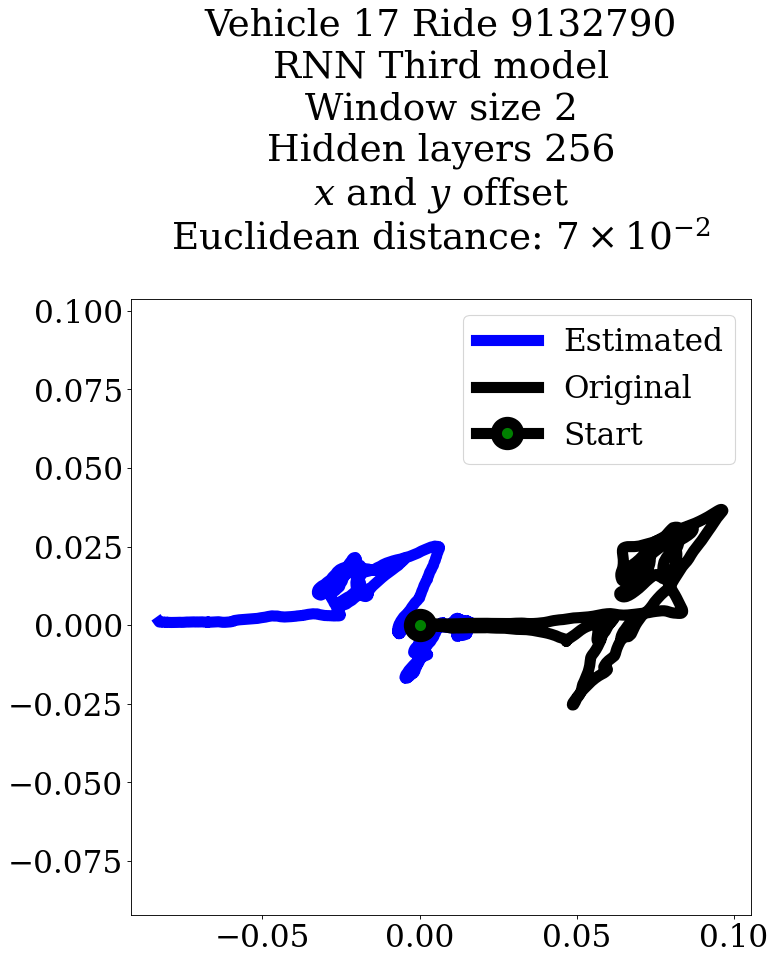 Vehicle 17 Ride 9132790
RNN Third model
Window size 2
Hidden layers 256
x and y offset
Euclidean distance: 7 × 10⁻²
Estimated
Original
Start
0.100
0.075
0.050
0.025
0.000
−0.025
−0.050
−0.075
−0.05 0.00 0.05 0.10